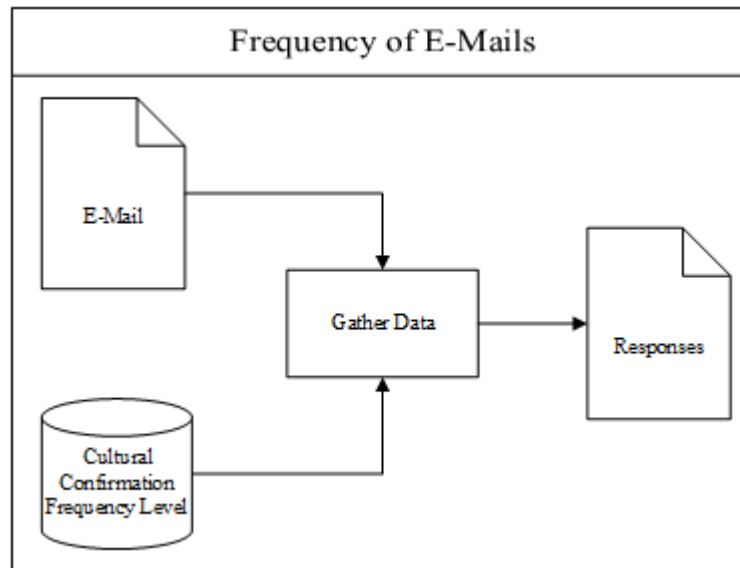 Frequency of E-Mails
E-Mail
Gather Data
Responses
Cultural
Confirmation
Frequency Level